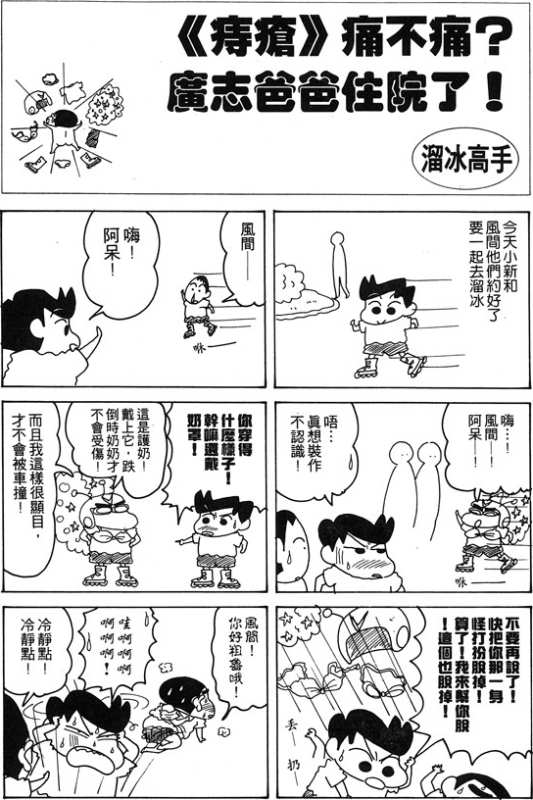 《痔瘡》痛不痛？
廣志爸爸住院了！
溜冰高手
今天小新和
風間他們約好了
要一起去溜冰
風間——
嗨！
阿呆！
咻——
嗨…！
風間——！
阿呆——！
咻——
唔…
真想裝作
不認識！
你穿得
什麼樣子！
幹嘛還戴
奶罩！
這是護奶！
戴上它，跌
倒時奶奶才
不會受傷！
而且我這樣很顯目，
才不會被車撞！
不要再說了！
快把你那一身
怪打扮脫掉！
算了！我來幫你脫
！這個也脫掉！
丟——
扔——
風間！
你好粗魯哦！
哇啊啊
啊啊啊
啊啊！
冷靜點！
冷靜點！